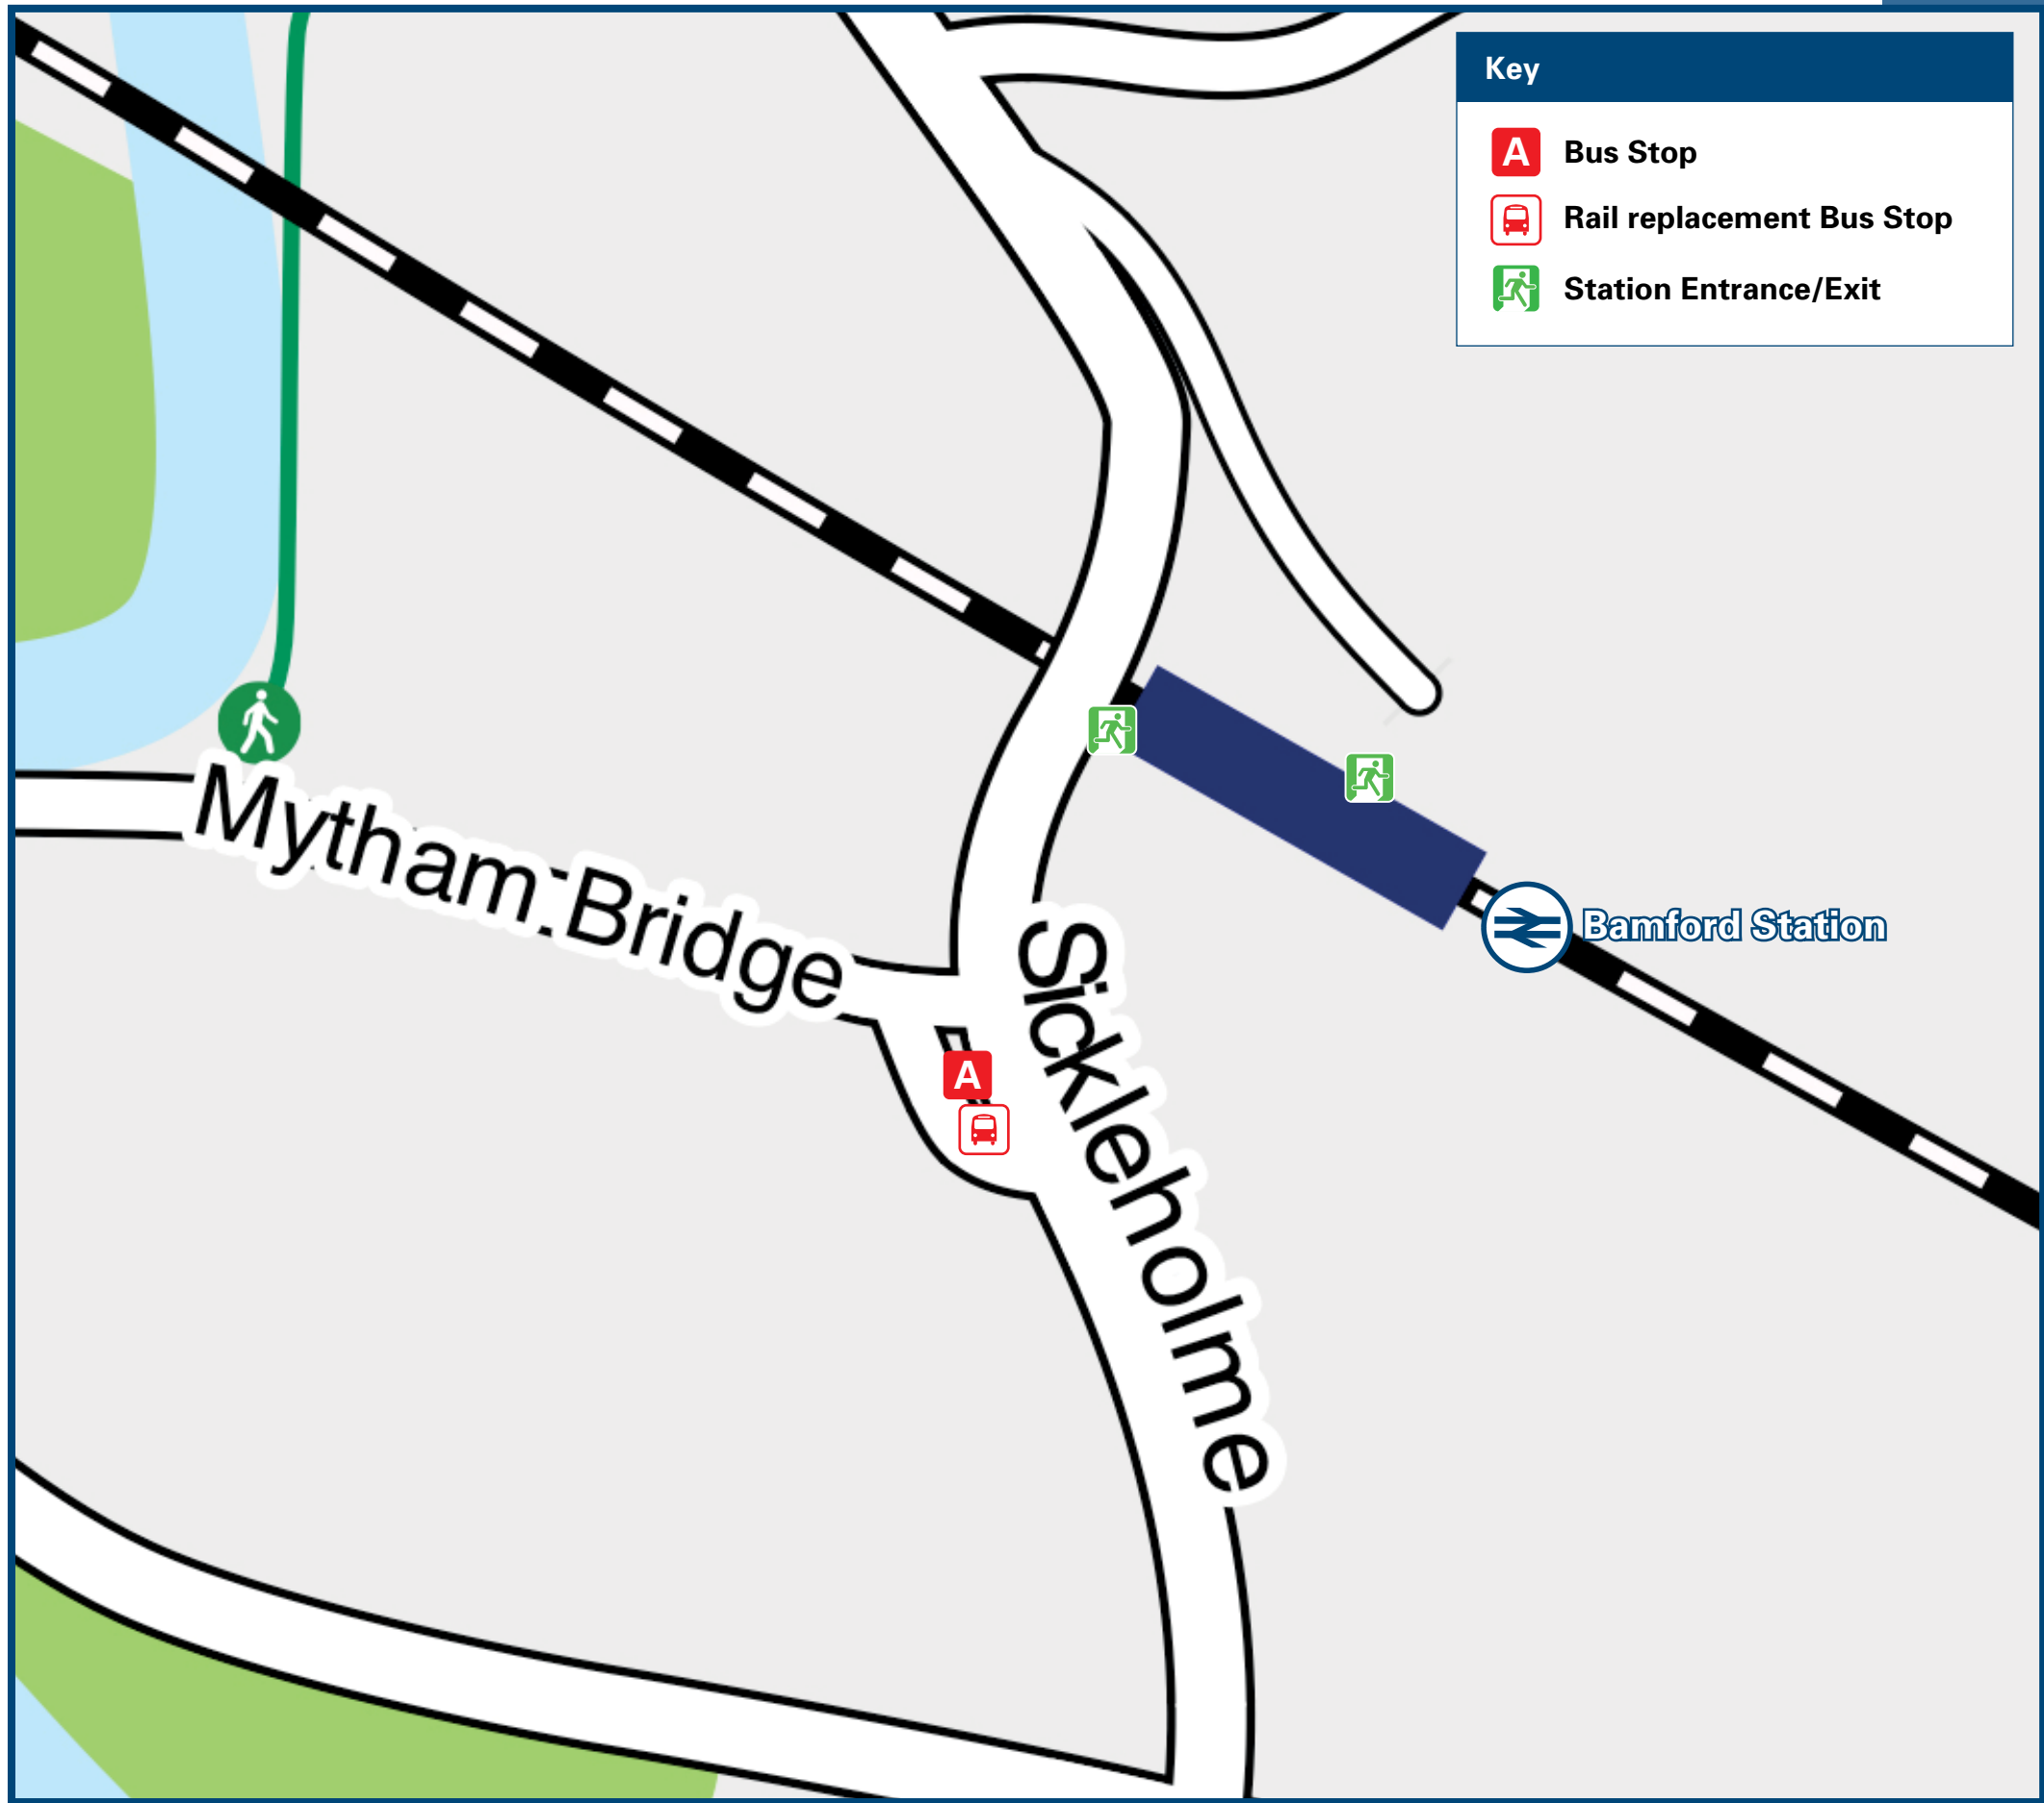 Key
A Bus Stop
Rail replacement Bus Stop
Station Entrance/Exit
Mytham Bridge
Bamford Station
Sickleholme
A